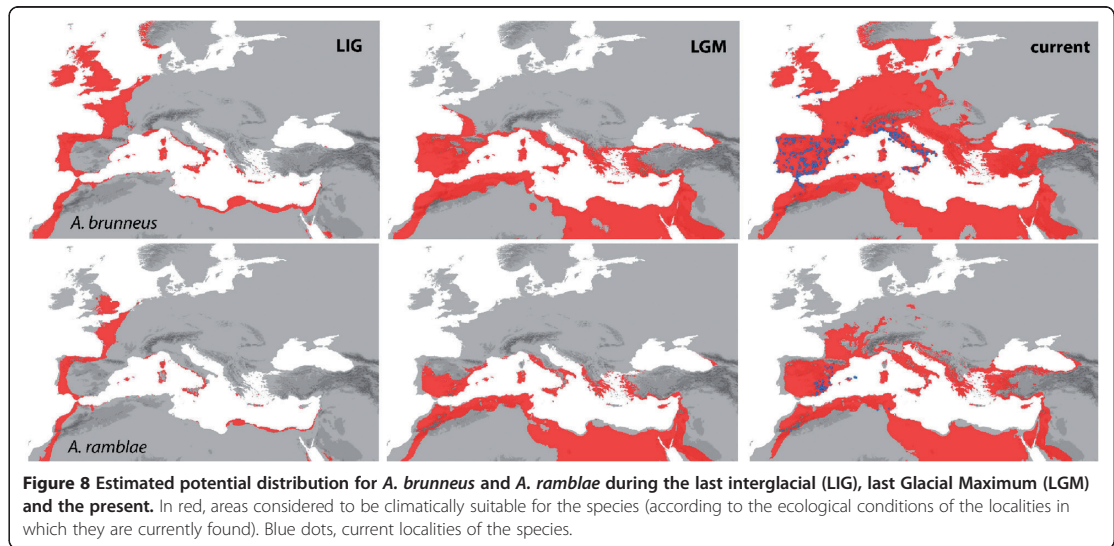 LIG
LGM
current
A. brunneus
A. ramblae
Figure 8 Estimated potential distribution for A. brunneus and A. ramblae during the last interglacial (LIG), last Glacial Maximum (LGM)
and the present. In red, areas considered to be climatically suitable for the species (according to the ecological conditions of the localities in
which they are currently found). Blue dots, current localities of the species.